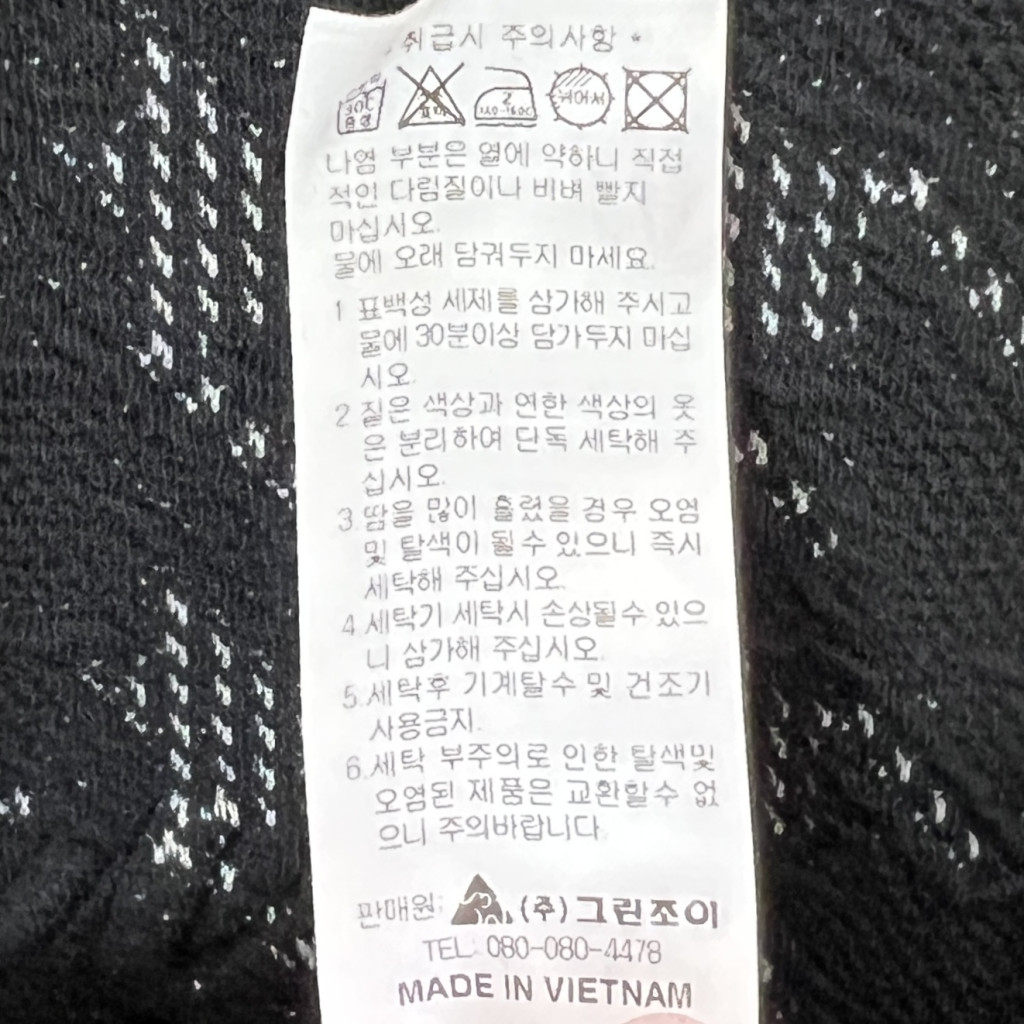 취급시 주의사항 *
30℃ 중성
표백
2
140-160℃
뉘어서
나염 부분은 열에 약하니 직접
적인 다림질이나 비벼 빨지
마십시오.
물에 오래 담궈두지 마세요.
1 표백성 세제를 삼가해 주시고
물에 30분이상 담가두지 마십
시오.
2 짙은 색상과 연한 색상의 옷
은 분리하여 단독 세탁해 주
십시오.
3.땀을 많이 흘렸을 경우 오염
및 탈색이 될수 있으니 즉시
세탁해 주십시오.
4.세탁기 세탁시 손상될수 있으
니 삼가해 주십시오.
5.세탁후 기계탈수 및 건조기
사용금지.
6.세탁 부주의로 인한 탈색및
오염된 제품은 교환할수 없
으니 주의바랍니다.
판매원: (주)그린조이
TEL: 080-080-4478
MADE IN VIETNAM